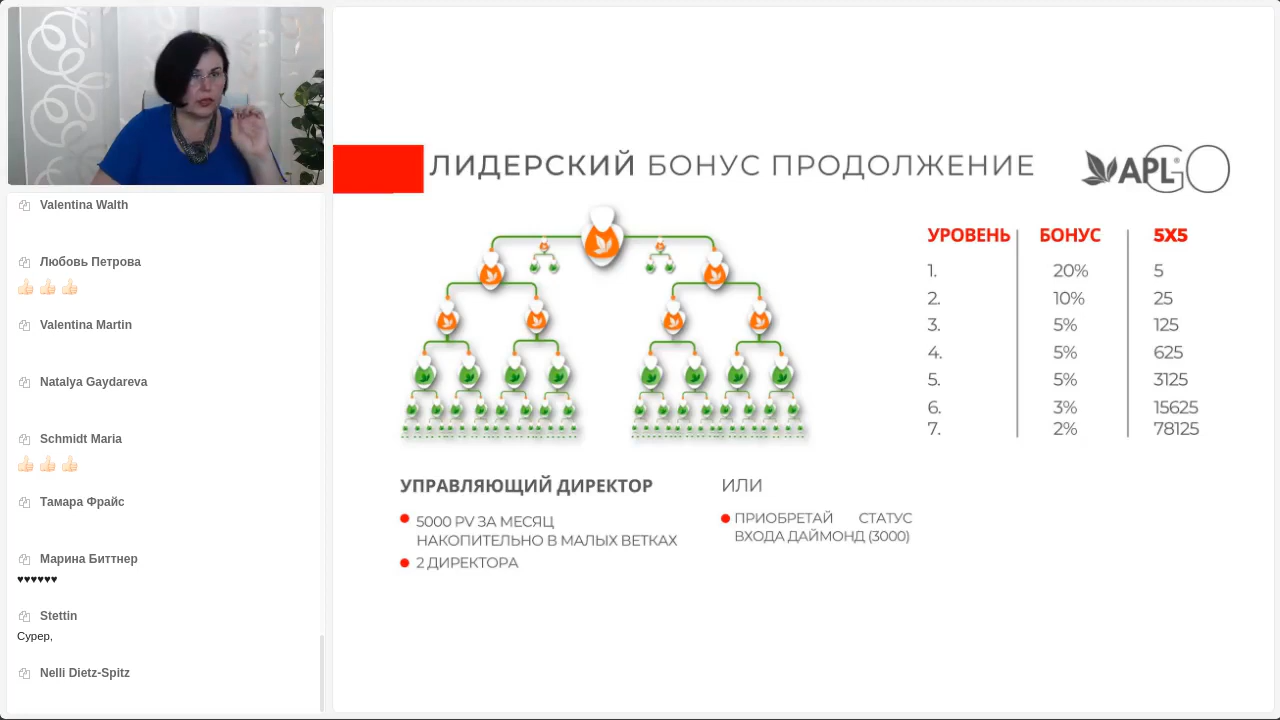 Valentina Walth
Любовь Петрова
Valentina Martin
Natalya Gaydareva
Schmidt Maria
Тамара Фрайс
Марина Биттнер
♥♥♥♥♥♥
Stettin
Сурер,
Nelli Dietz-Spitz
ЛИДЕРСКИЙ БОНУС ПРОДОЛЖЕНИЕ
APLGO
УРОВЕНЬ БОНУС 5X5
1. 20% 5
2. 10% 25
3. 5% 125
4. 5% 625
5. 5% 3125
6. 3% 15625
7. 2% 78125
УПРАВЛЯЮЩИЙ ДИРЕКТОР
5000 PV ЗА МЕСЯЦ
НАКОПИТЕЛЬНО В МАЛЫХ ВЕТКАХ
2 ДИРЕКТОРА
ИЛИ
ПРИОБРЕТАЙ СТАТУС
ВХОДА ДАЙМОНД (3000)